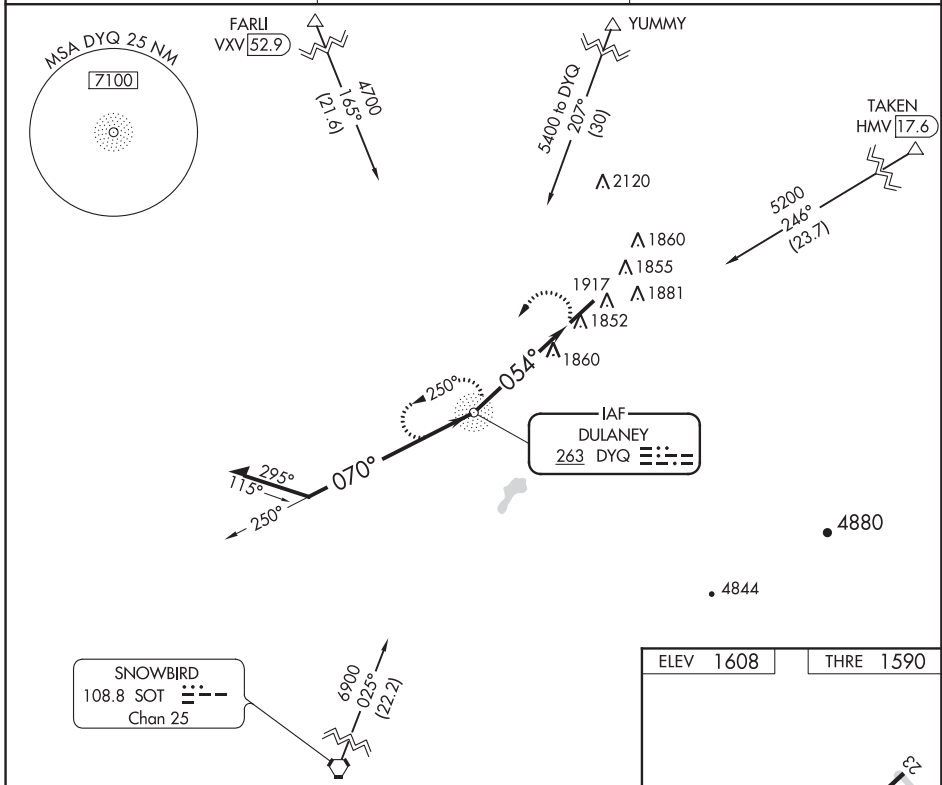 MSA DYQ 25 NM
7100
FARLI
VXV 52.9
4700
165°
(21.6)
YUMMY
5400 to DYQ
207°
(30)
TAKEN
HMV 17.6
5200
246°
(23.7)
2120
1860
1855
1917
1881
1852
1860
054°
250°
070°
295°
115°
250°
IAF
DULANEY
263 DYQ
4880
4844
SNOWBIRD
108.8 SOT
Chan 25
6900
025°
(22.2)
ELEV 1608
THRE 1590
23